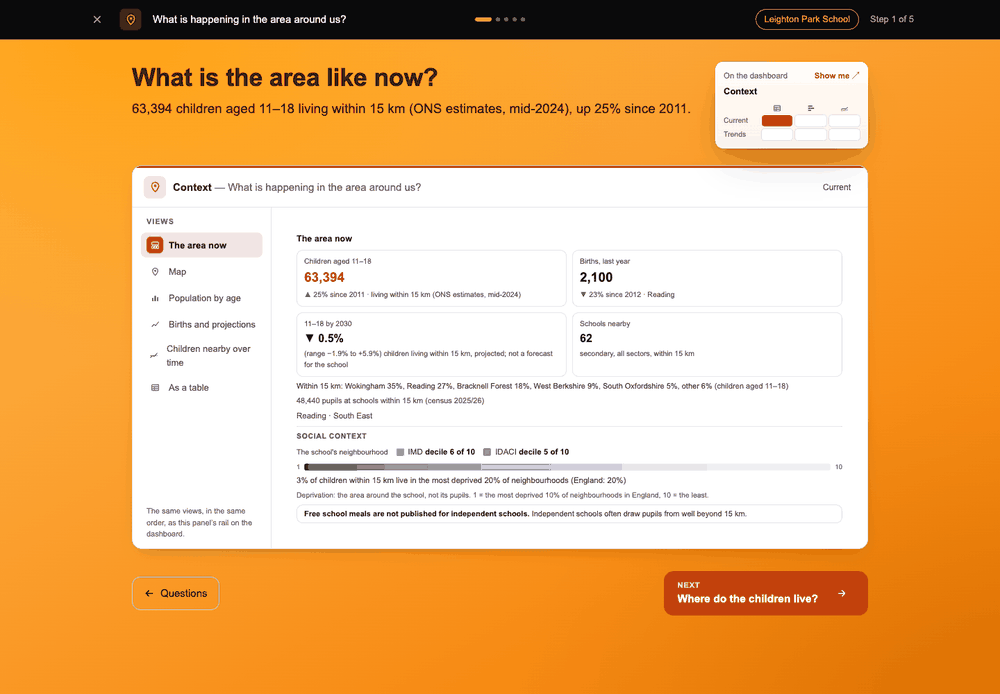 What is happening in the area around us?
Leighton Park School
Step 1 of 5
What is the area like now?
63,394 children aged 11–18 living within 15 km (ONS estimates, mid-2024), up 25% since 2011.
On the dashboard
Show me
Context
Current
Trends
Context — What is happening in the area around us?
Current
VIEWS
The area now
Map
Population by age
Births and projections
Children nearby over
time
As a table
The same views, in the same
order, as this panel's rail on the
dashboard.
The area now
Children aged 11–18
63,394
▲ 25% since 2011 · living within 15 km (ONS estimates, mid-2024)
Births, last year
2,100
▼ 23% since 2012 · Reading
11–18 by 2030
▼ 0.5%
(range −1.9% to +5.9%) children living within 15 km, projected; not a forecast
for the school
Schools nearby
62
secondary, all sectors, within 15 km
Within 15 km: Wokingham 35%, Reading 27%, Bracknell Forest 18%, West Berkshire 9%, South Oxfordshire 5%, other 6% (children aged 11–18)
48,440 pupils at schools within 15 km (census 2025/26)
Reading · South East
SOCIAL CONTEXT
The school's neighbourhood IMD decile 6 of 10 IDACI decile 5 of 10
1 10
3% of children within 15 km live in the most deprived 20% of neighbourhoods (England: 20%)
Deprivation: the area around the school, not its pupils. 1 = the most deprived 10% of neighbourhoods in England, 10 = the least.
Free school meals are not published for independent schools. Independent schools often draw pupils from well beyond 15 km.
← Questions
NEXT
Where do the children live? →